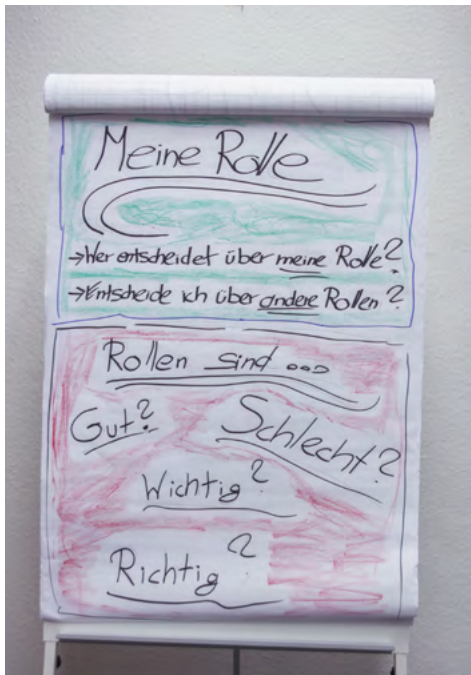 Meine Rolle
→Wer entscheidet über meine Rolle?
→Entscheide ich über andere Rollen?
Rollen sind ...
Gut? Schlecht?
Wichtig?
Richtig?